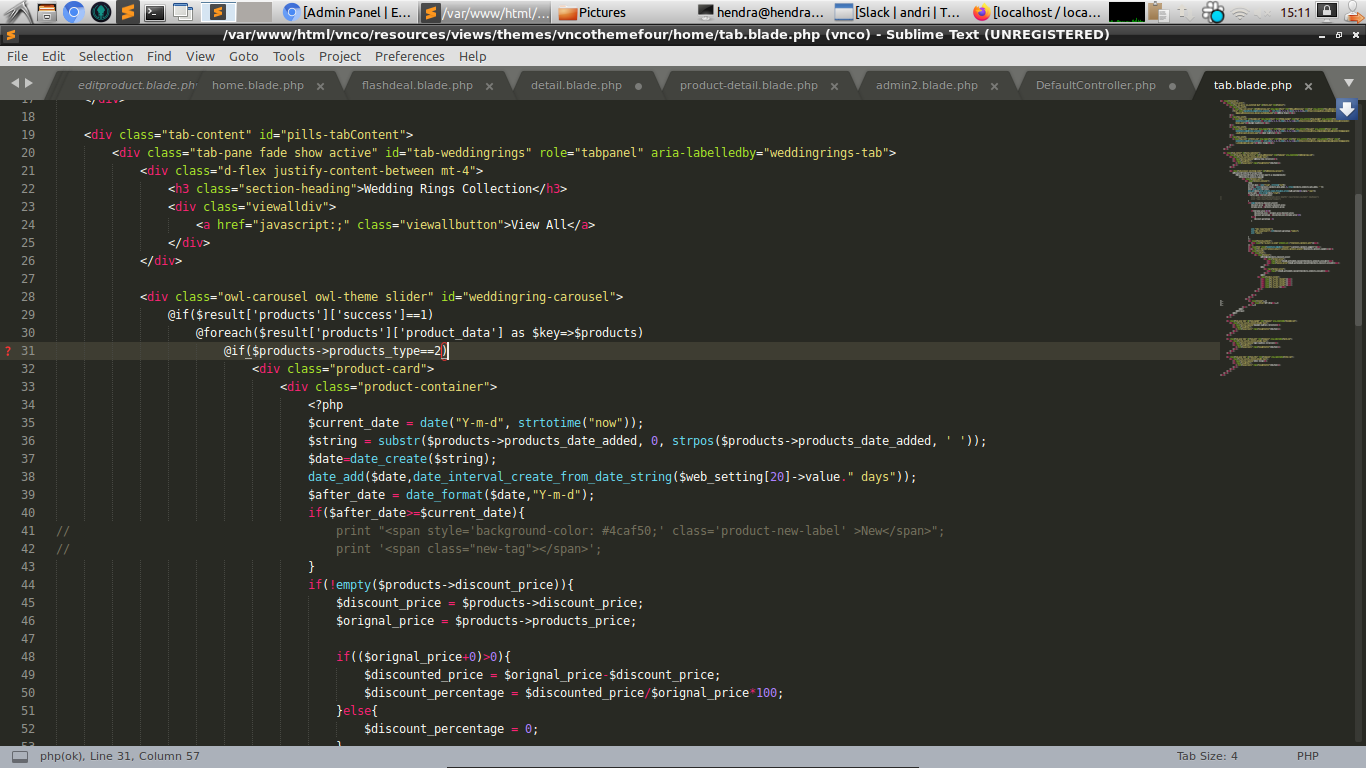 [Admin Panel | E... /var/www/html/... Pictures hendra@hendra... [Slack | andri | T... [localhost / loca... 15:11
/var/www/html/vnco/resources/views/themes/vncothemefour/home/tab.blade.php (vnco) - Sublime Text (UNREGISTERED)
File Edit Selection Find View Goto Tools Project Preferences Help
editproduct.blade.ph home.blade.php flashdeal.blade.php detail.blade.php product-detail.blade.php admin2.blade.php DefaultController.php tab.blade.php
17 </div>
18
19 <div class="tab-content" id="pills-tabContent">
20 <div class="tab-pane fade show active" id="tab-weddingrings" role="tabpanel" aria-labelledby="weddingrings-tab">
21 <div class="d-flex justify-content-between mt-4">
22 <h3 class="section-heading">Wedding Rings Collection</h3>
23 <div class="viewalldiv">
24 <a href="javascript:;" class="viewallbutton">View All</a>
25 </div>
26 </div>
27
28 <div class="owl-carousel owl-theme slider" id="weddingring-carousel">
29 @if($result['products']['success']==1)
30 @foreach($result['products']['product_data'] as $key=>$products)
? 31 @if($products->products_type==2)
32 <div class="product-card">
33 <div class="product-container">
34 <?php
35 $current_date = date("Y-m-d", strtotime("now"));
36 $string = substr($products->products_date_added, 0, strpos($products->products_date_added, ' '));
37 $date=date_create($string);
38 date_add($date,date_interval_create_from_date_string($web_setting[20]->value." days"));
39 $after_date = date_format($date,"Y-m-d");
40 if($after_date>=$current_date){
41 // print "<span style='background-color: #4caf50;' class='product-new-label' >New</span>";
42 // print '<span class="new-tag"></span>';
43 }
44 if(!empty($products->discount_price)){
45 $discount_price = $products->discount_price;
46 $orignal_price = $products->products_price;
47
48 if(($orignal_price+0)>0){
49 $discounted_price = $orignal_price-$discount_price;
50 $discount_percentage = $discounted_price/$orignal_price*100;
51 }else{
52 $discount_percentage = 0;
53 }
php(ok), Line 31, Column 57 Tab Size: 4 PHP